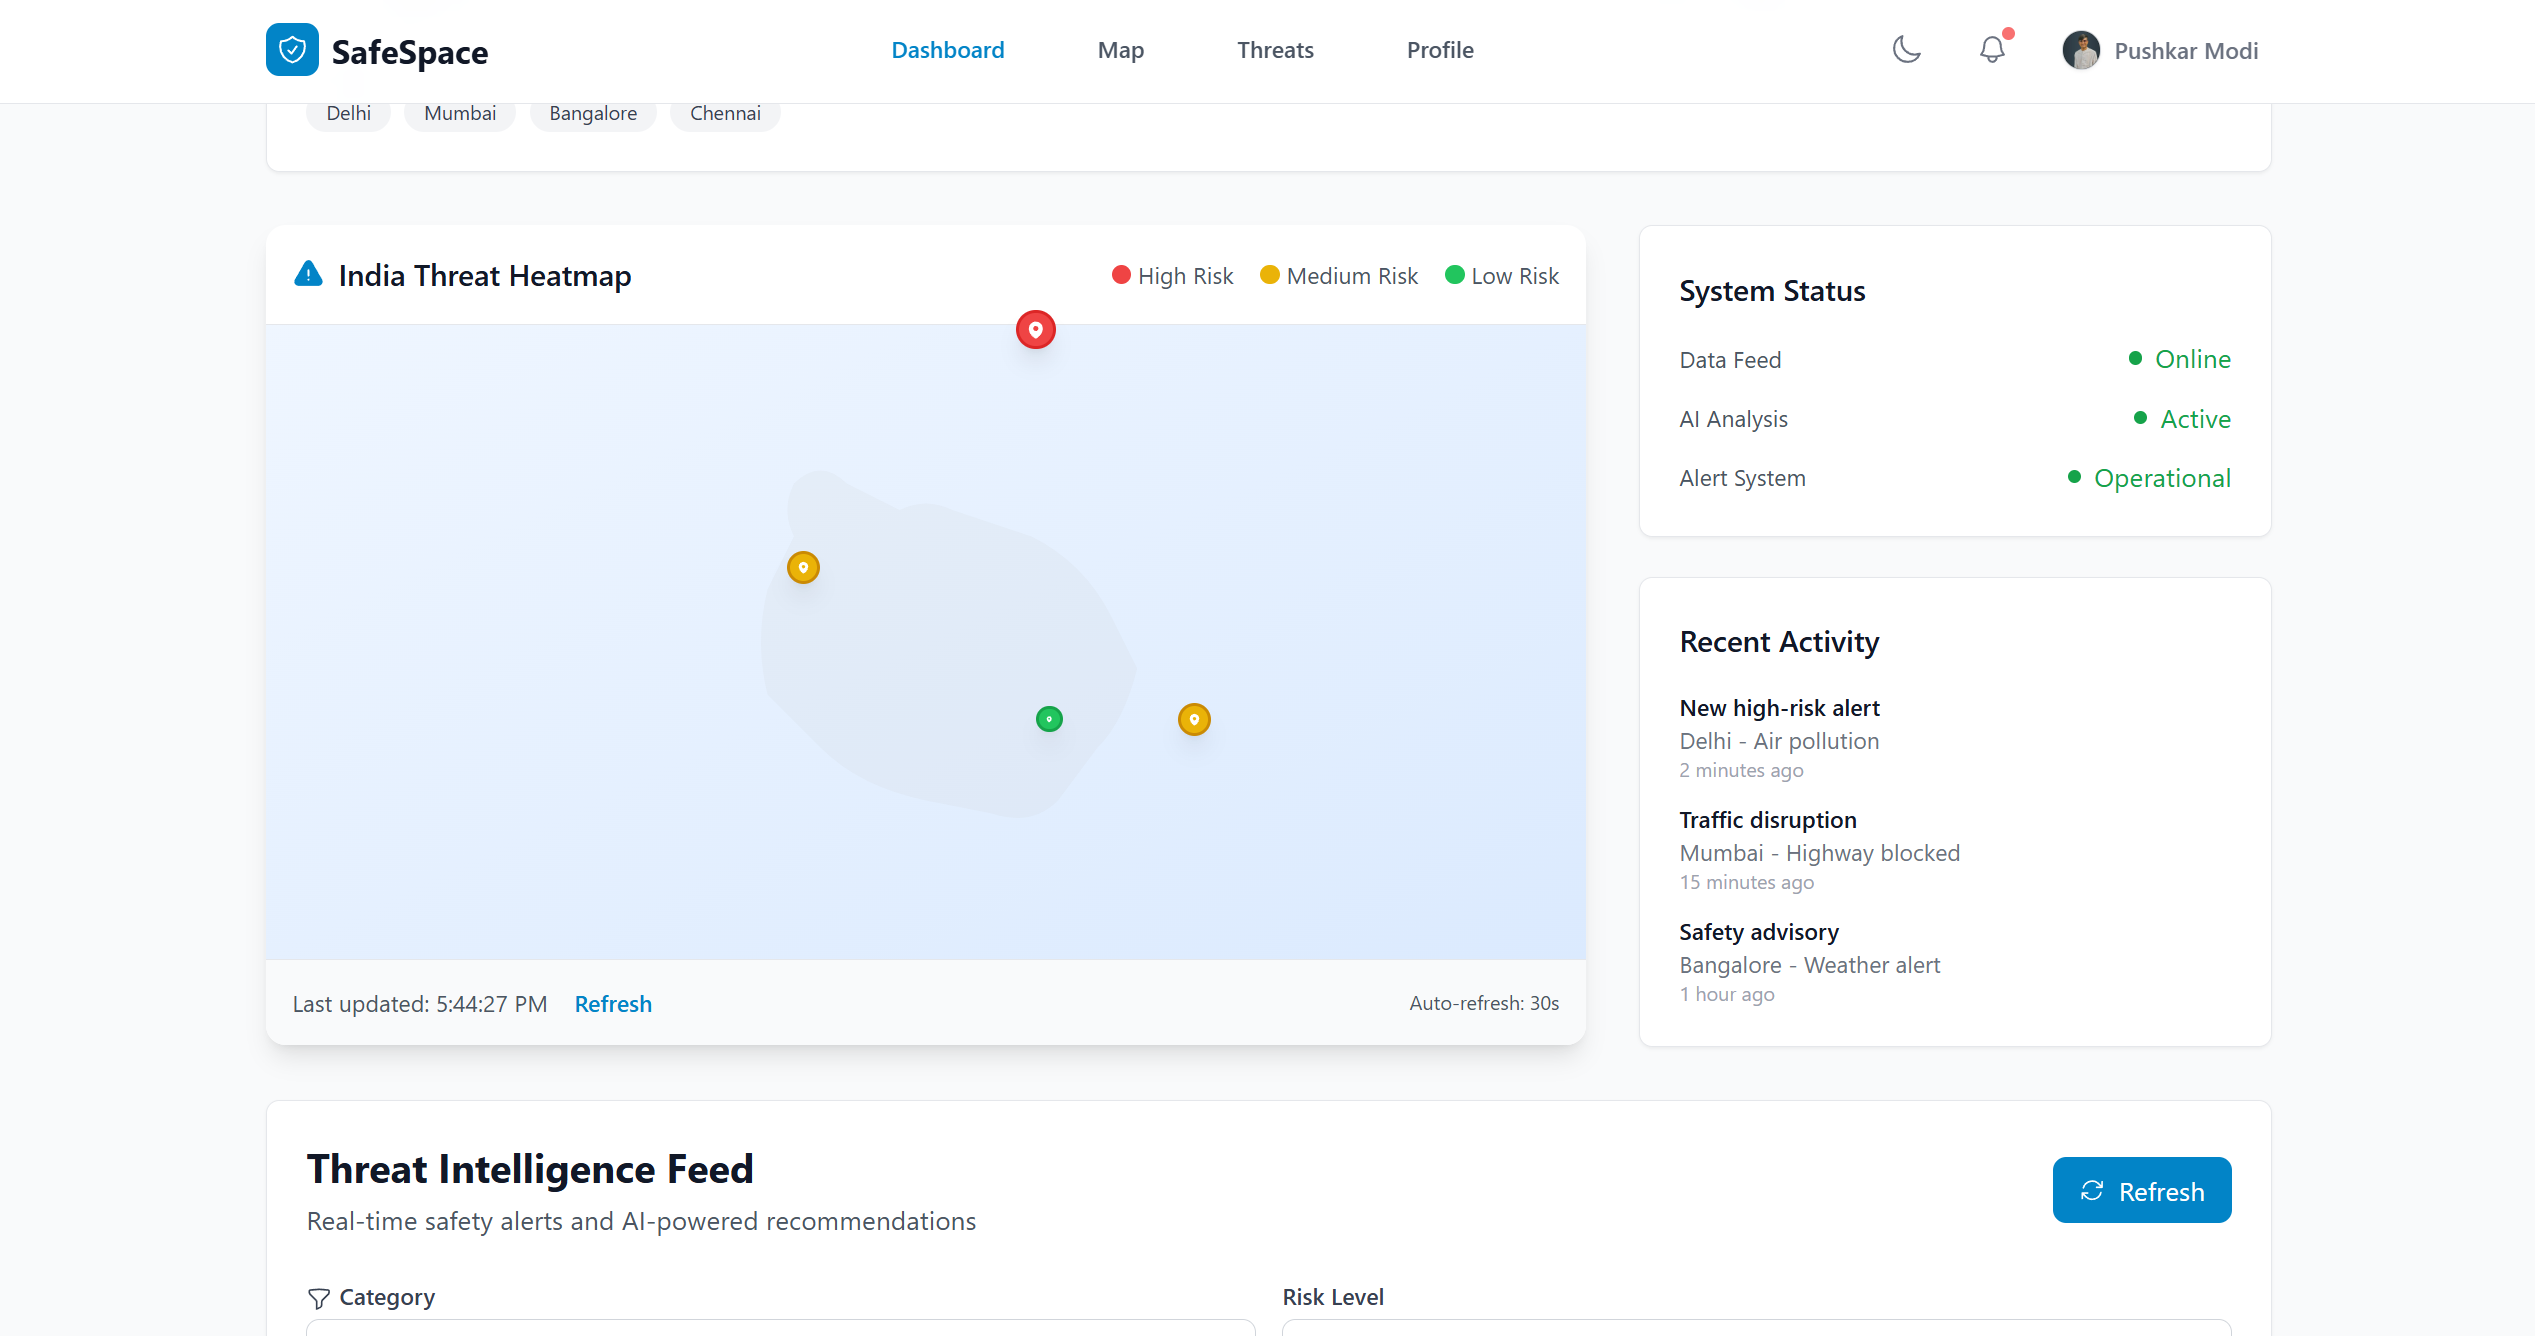 SafeSpace
Dashboard
Map
Threats
Profile
Pushkar Modi
Delhi
Mumbai
Bangalore
Chennai
India Threat Heatmap
High Risk
Medium Risk
Low Risk
Last updated: 5:44:27 PM
Refresh
Auto-refresh: 30s
System Status
Data Feed
Online
AI Analysis
Active
Alert System
Operational
Recent Activity
New high-risk alert
Delhi - Air pollution
2 minutes ago
Traffic disruption
Mumbai - Highway blocked
15 minutes ago
Safety advisory
Bangalore - Weather alert
1 hour ago
Threat Intelligence Feed
Real-time safety alerts and AI-powered recommendations
Refresh
Category
Risk Level